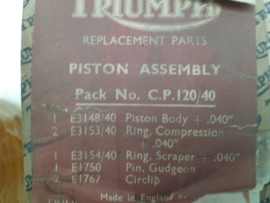 TRIUMPH
REPLACEMENT PARTS
PISTON ASSEMBLY
Pack No. C.P.120/40
1 E3148/40 Piston Body + .040"
2 E3153/40 Ring, Compression
+ .040"
1 E3154/40 Ring, Scraper + .040"
1 E1750 Pin, Gudgeon
2 E1767 Circlip
Made in England